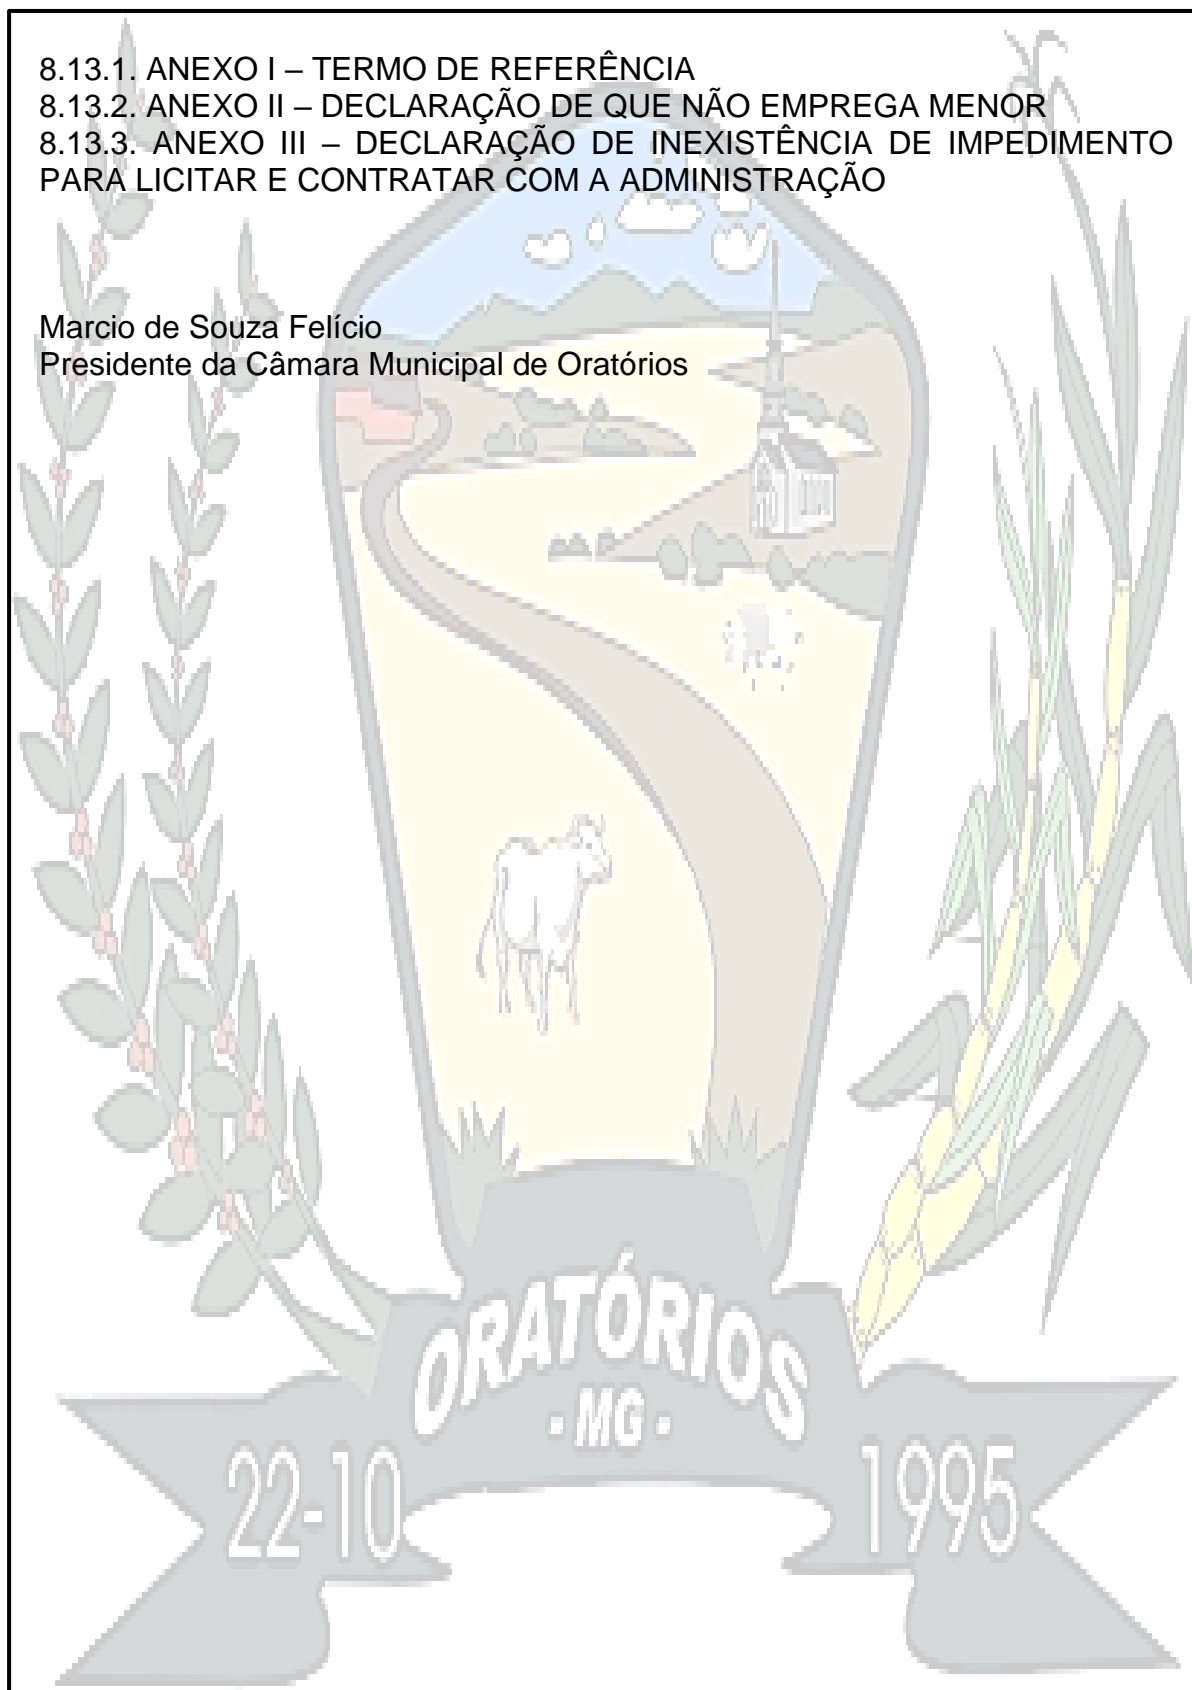 8.13.1. ANEXO I – TERMO DE REFERÊNCIA
8.13.2. ANEXO II – DECLARAÇÃO DE QUE NÃO EMPREGA MENOR
8.13.3. ANEXO III – DECLARAÇÃO DE INEXISTÊNCIA DE IMPEDIMENTO
PARA LICITAR E CONTRATAR COM A ADMINISTRAÇÃO
Marcio de Souza Felício
Presidente da Câmara Municipal de Oratórios
ORATÓRIOS
- MG -
22-10
1995